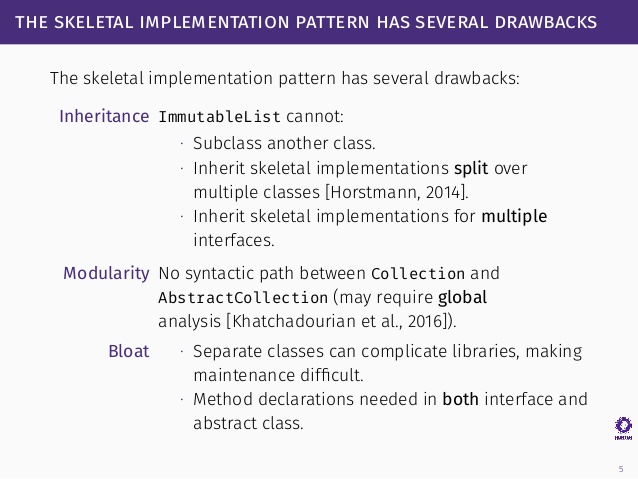 THE SKELETAL IMPLEMENTATION PATTERN HAS SEVERAL DRAWBACKS
The skeletal implementation pattern has several drawbacks:
Inheritance ImmutableList cannot:
· Subclass another class.
· Inherit skeletal implementations split over
multiple classes [Horstmann, 2014].
· Inherit skeletal implementations for multiple
interfaces.
Modularity No syntactic path between Collection and
AbstractCollection (may require global
analysis [Khatchadourian et al., 2016]).
Bloat · Separate classes can complicate libraries, making
maintenance difficult.
· Method declarations needed in both interface and
abstract class.
5